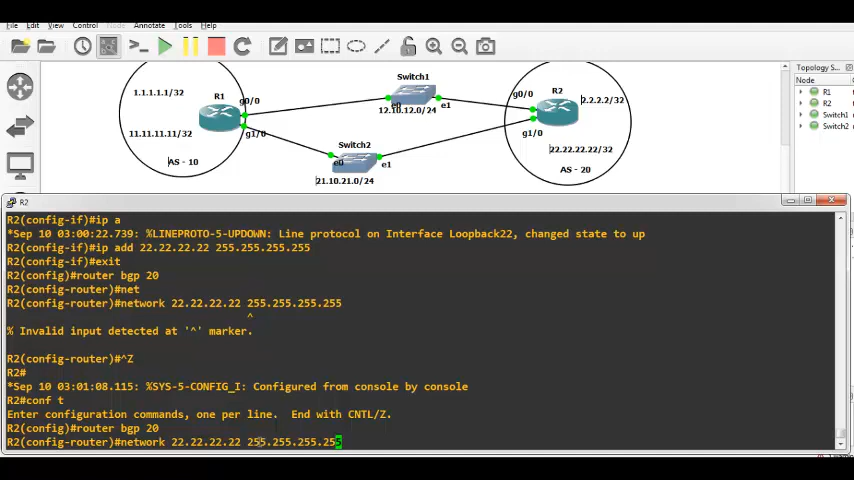 File Edit View Control Node Annotate Tools Help
Topology S
Node
R1
R2
Switch1
Switch2
1.1.1.1/32
R1
g0/0
11.11.11.11/32
g1/0
AS - 10
Switch1
e0
e1
12.10.12.0/24
Switch2
e0
e1
21.10.21.0/24
g0/0
R2
2.2.2.2/32
g1/0
22.22.22.22/32
AS - 20
R2
R2(config-if)#ip a
*Sep 10 03:00:22.739: %LINEPROTO-5-UPDOWN: Line protocol on Interface Loopback22, changed state to up
R2(config-if)#ip add 22.22.22.22 255.255.255.255
R2(config-if)#exit
R2(config)#router bgp 20
R2(config-router)#net
R2(config-router)#network 22.22.22.22 255.255.255.255
^
% Invalid input detected at '^' marker.
R2(config-router)#^Z
R2#
*Sep 10 03:01:08.115: %SYS-5-CONFIG_I: Configured from console by console
R2#conf t
Enter configuration commands, one per line. End with CNTL/Z.
R2(config)#router bgp 20
R2(config-router)#network 22.22.22.22 255.255.255.255